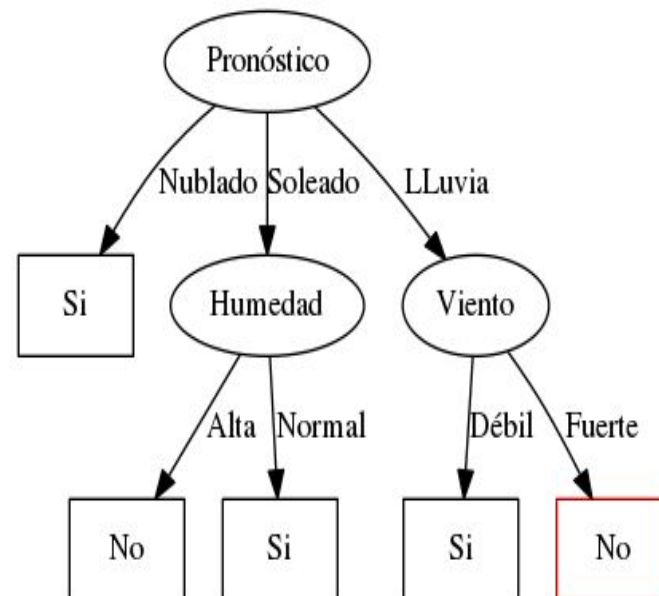 Pronóstico
Nublado Soleado LLuvia
Si Humedad Viento
Alta Normal Débil Fuerte
No Si Si No